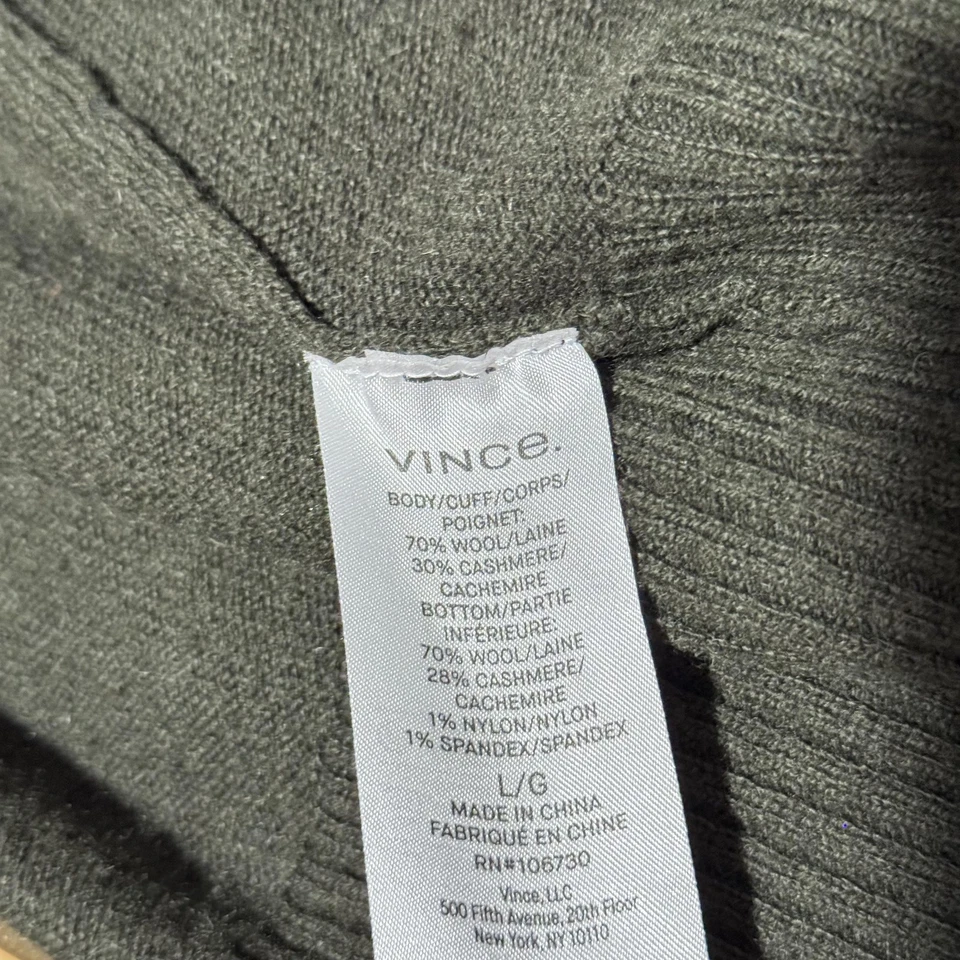 VINCe.
BODY/CUFF/CORPS/
POIGNET:
70% WOOL/LAINE
30% CASHMERE/
CACHEMIRE
BOTTOM/PARTIE
INFÉRIEURE:
70% WOOL/LAINE
28% CASHMERE/
CACHEMIRE
1% NYLON/NYLON
1% SPANDEX/SPANDEX
L/G
MADE IN CHINA
FABRIQUÉ EN CHINE
RN#106730
Vince, LLC
500 Fifth Avenue, 20th Floor
New York, NY 10110